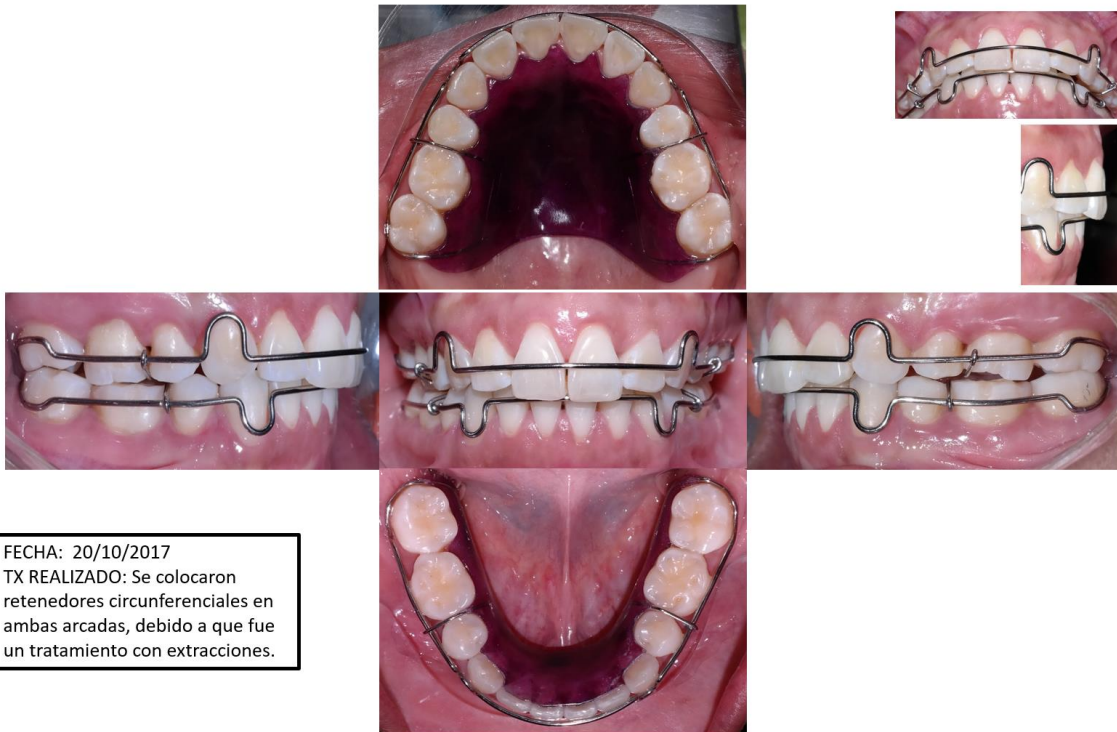 FECHA: 20/10/2017
TX REALIZADO: Se colocaron
retenedores circunferenciales en
ambas arcadas, debido a que fue
un tratamiento con extracciones.